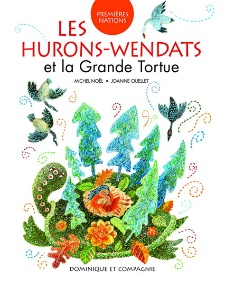 PREMIÈRES
NATIONS
LES
HURONS-WENDATS
et la Grande Tortue
MICHEL NOËL • JOANNE OUELLET
DOMINIQUE ET COMPAGNIE